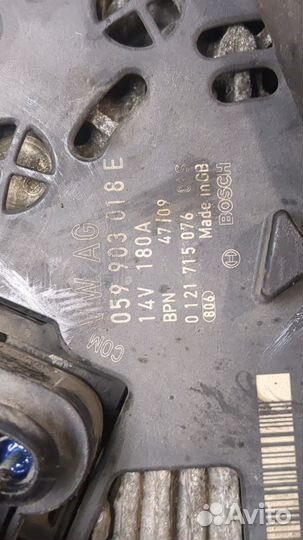 VW AG
COM
059 903 018 E
14V 180A
BPN 47/09
0 121 715 076
806
Made in GB
BOSCH
Avito